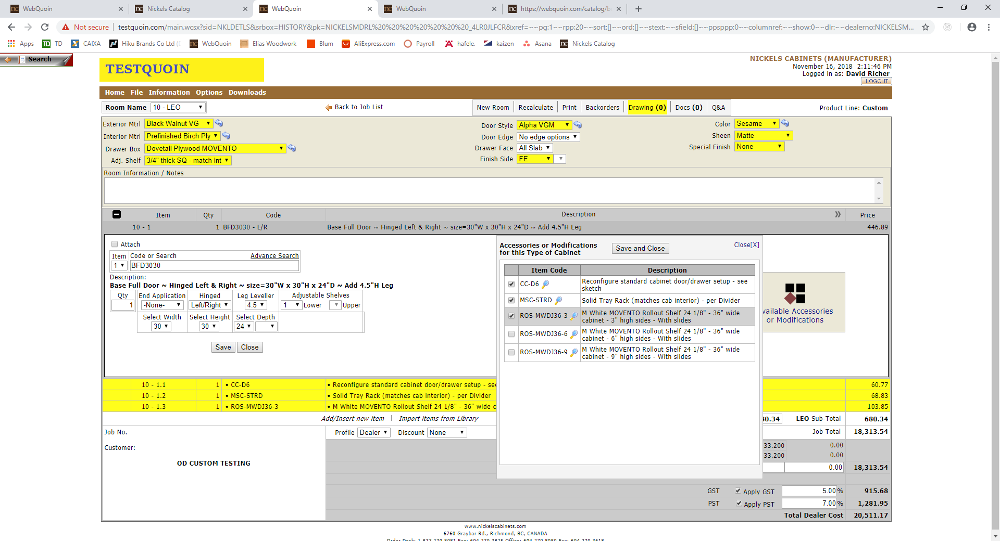 WebQuoin
Nickels Catalog
WebQuoin
WebQuoin
https://webquoin.com/catalog/b
Not secure | testquoin.com/main.wcsx?sid=NKLDETLS&srbox=HISTORY&pk=NICKELSMDRL%20%20%20%20%20%20%20_4LR0JLFCR&xref=~~pg:1~~rpp:20~~sort:[]~~ord:[]~~stext:~~sfield:[]~~ppsppp:0~~columnref:~~show:0~~dlr:~~dealerno:NICKELSM...
Apps TD CAIXA Hiku Brands Co Ltd WebQuoin Elias Woodwork Blum AliExpress.com Payroll hafele. kaizen Asana Nickels Catalog
Search
TESTQUOIN
NICKELS CABINETS (MANUFACTURER)
November 16, 2018 2:11:46 PM
Logged in as: David Richer
LOGOUT
Home File Information Options Downloads
Room Name 10 - LEO
Back to Job List
New Room Recalculate Print Backorders Drawing (0) Docs (0) Q&A
Product Line: Custom
Exterior Mtrl Black Walnut VG
Door Style Alpha VGM
Color Sesame
Interior Mtrl Prefinished Birch Ply
Door Edge No edge options
Sheen Matte
Drawer Box Dovetail Plywood MOVENTO
Drawer Face All Slab
Special Finish None
Adj. Shelf 3/4" thick SQ - match int
Finish Side FE
Room Information / Notes
Item Qty Code Description Price
10 - 1 1 BFD3030 - L/R Base Full Door ~ Hinged Left & Right ~ size=30"W x 30"H x 24"D ~ Add 4.5"H Leg 446.89
Attach
Item Code or Search Advance Search
1 BFD3030
Description:
Base Full Door ~ Hinged Left & Right ~ size=30"W x 30"H x 24"D ~ Add 4.5"H Leg
Qty End Application Hinged Leg Leveller Adjustable Shelves
1 -None- Left/Right 4.5 1 Lower Upper
Select Width Select Height Select Depth
30 30 24
Save Close
Accessories or Modifications
for this Type of Cabinet
Save and Close
Close[X]
Item Code Description
CC-D6 Reconfigure standard cabinet door/drawer setup - see
sketch
MSC-STRD Solid Tray Rack (matches cab interior) - per Divider
ROS-MWDJ36-3 M White MOVENTO Rollout Shelf 24 1/8" - 36" wide
cabinet - 3" high sides - With slides
ROS-MWDJ36-6 M White MOVENTO Rollout Shelf 24 1/8" - 36" wide
cabinet - 6" high sides - With slides
ROS-MWDJ36-9 M White MOVENTO Rollout Shelf 24 1/8" - 36" wide
cabinet - 9" high sides - With slides
vailable Accessories
or Modifications
10 - 1.1 1 • CC-D6 • Reconfigure standard cabinet door/drawer setup - see 60.77
10 - 1.2 1 • MSC-STRD • Solid Tray Rack (matches cab interior) - per Divider 68.83
10 - 1.3 1 • ROS-MWDJ36-3 • M White MOVENTO Rollout Shelf 24 1/8" - 36" wide c 103.85
Add/Insert new item | Import items from Library
30.34 LEO Sub-Total 680.34
Job No.
Profile Dealer Discount None
Job Total 18,313.54
Customer:
33.200 0.00
33.200 0.00
OD CUSTOM TESTING
0.00 18,313.54
GST Apply GST 5.00% 915.68
PST Apply PST 7.00% 1,281.95
Total Dealer Cost 20,511.17
www.nickelscabinets.com
6760 Graybar Rd., Richmond, BC, CANADA
Order Desk: 1.877.270.8081 Fax: 604.270.3825 Office: 604.270.8080 Fax: 604.270.3618